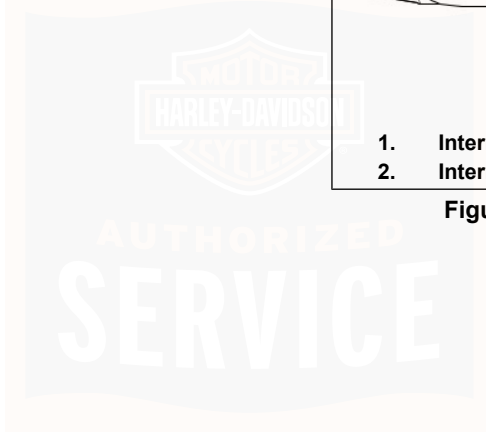 MOTOR
HARLEY-DAVIDSON
CYCLES
1. Inter
2. Inter
Figu
AUTHORIZED
SERVICE